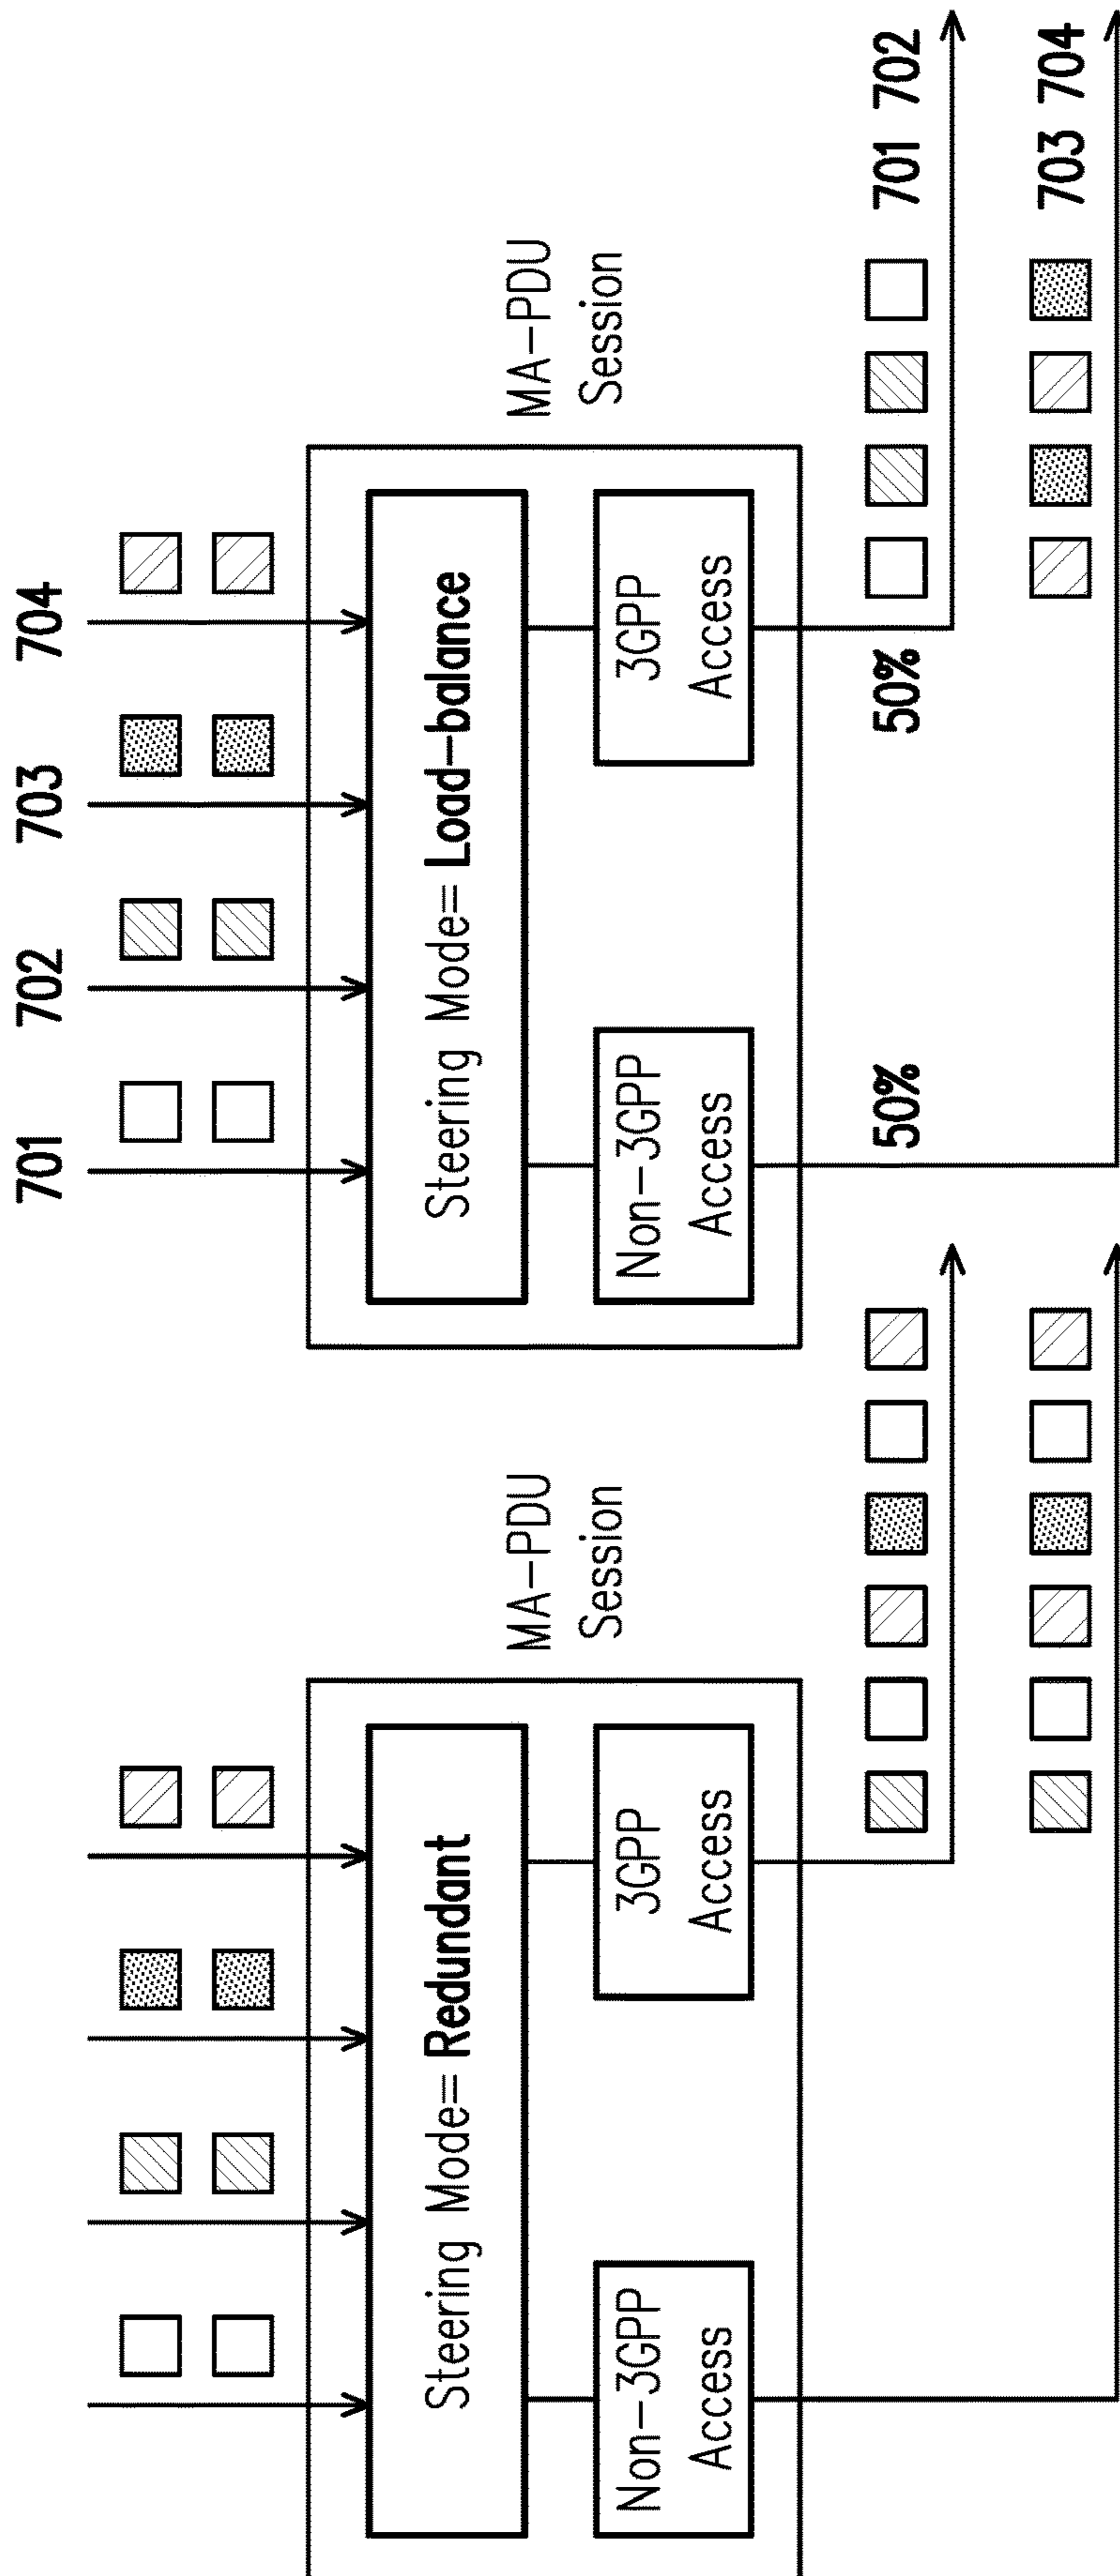 Steering Mode= Redundant
Non-3GPP
Access
3GPP
Access
MA-PDU
Session
701
702
703
704
Steering Mode= Load-balance
Non-3GPP
Access
3GPP
Access
MA-PDU
Session
50%
50%
701 702
703 704